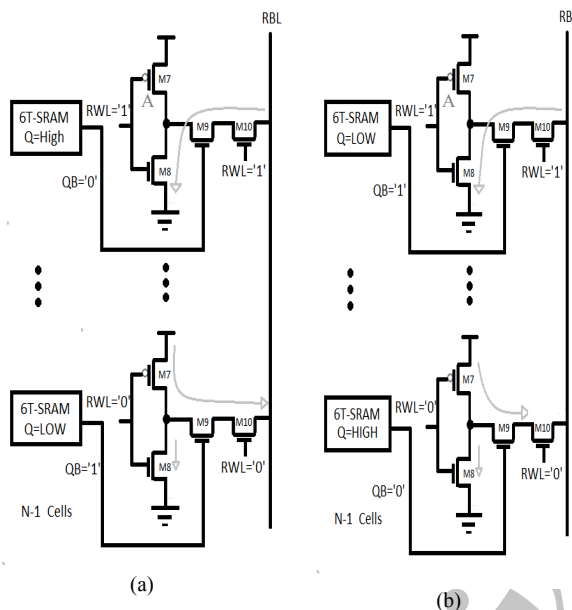 RBL
M7
A
6T-SRAM
Q=High
RWL='1'
M9
M10
M8
QB='0'
RWL='1'
M7
6T-SRAM
Q=LOW
RWL='0'
M9
M10
M8
QB='1'
RWL='0'
N-1 Cells
(a)
RB
M7
A
6T-SRAM
Q=LOW
RWL='1'
M9
M10
M8
QB='1'
RWL='1'
M7
6T-SRAM
Q=HIGH
RWL='0'
M9
M10
M8
QB='0'
RWL='0'
N-1 Cells
(b)